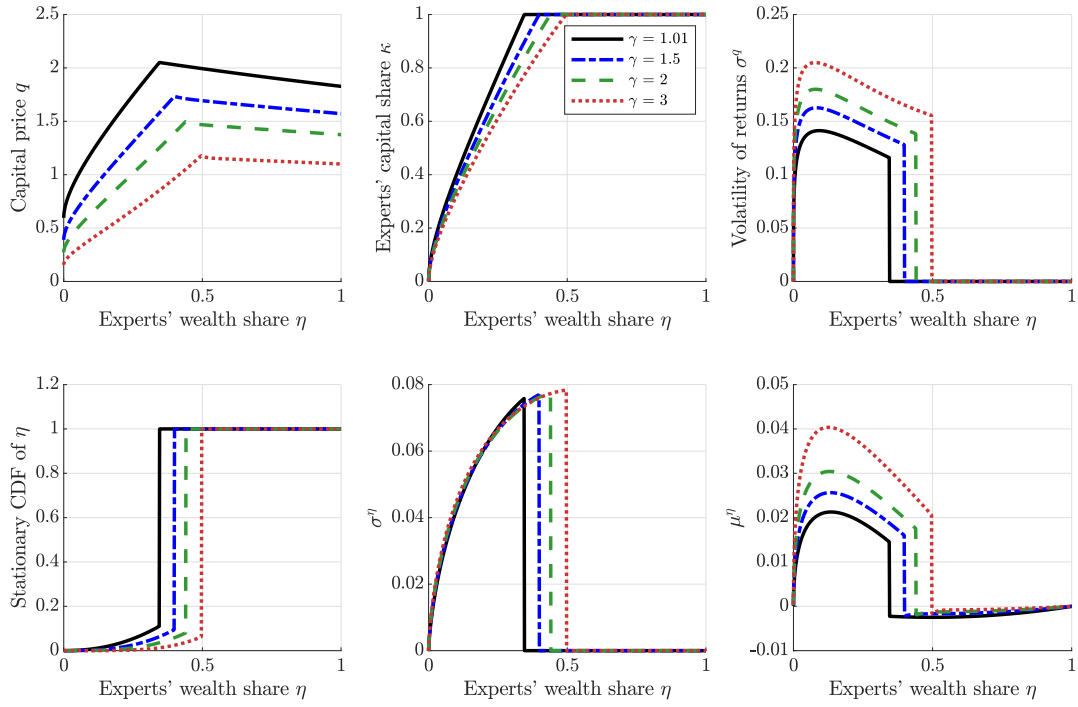 Capital price q
2.5
2
1.5
1
0.5
0
0 0.5 1
Experts' wealth share η
Experts' capital share κ
1
0.8
0.6
0.4
0.2
0
0 0.5 1
Experts' wealth share η
γ = 1.01
γ = 1.5
γ = 2
γ = 3
Volatility of returns σ^q
0.25
0.2
0.15
0.1
0.05
0
0 0.5 1
Experts' wealth share η
Stationary CDF of η
1.2
1
0.8
0.6
0.4
0.2
0
0 0.5 1
Experts' wealth share η
σ^η
0.08
0.06
0.04
0.02
0
0 0.5 1
Experts' wealth share η
μ^η
0.05
0.04
0.03
0.02
0.01
0
-0.01
0 0.5 1
Experts' wealth share η